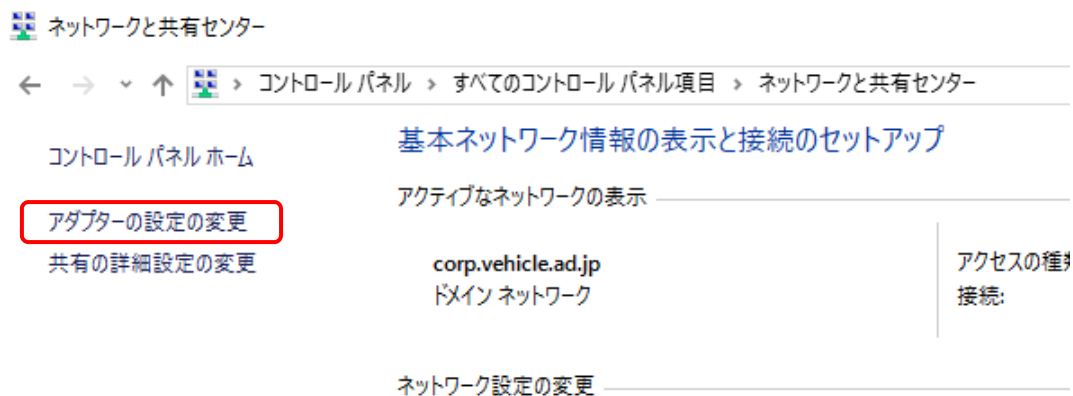 ネットワークと共有センター
コントロール パネル › すべてのコントロール パネル項目 › ネットワークと共有センター
コントロール パネル ホーム
アダプターの設定の変更
共有の詳細設定の変更
基本ネットワーク情報の表示と接続のセットアップ
アクティブなネットワークの表示
corp.vehicle.ad.jp
ドメイン ネットワーク
アクセスの種
接続:
ネットワーク設定の変更